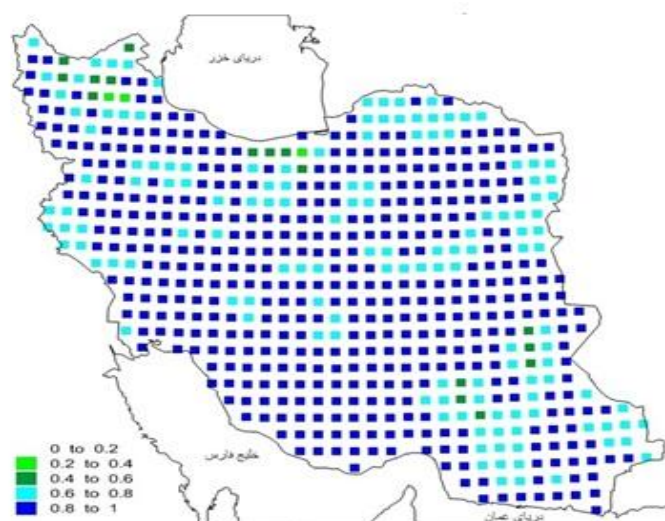 دریای خزر
خلیج فارس
دریای عمان
0 to 0.2
0.2 to 0.4
0.4 to 0.6
0.6 to 0.8
0.8 to 1